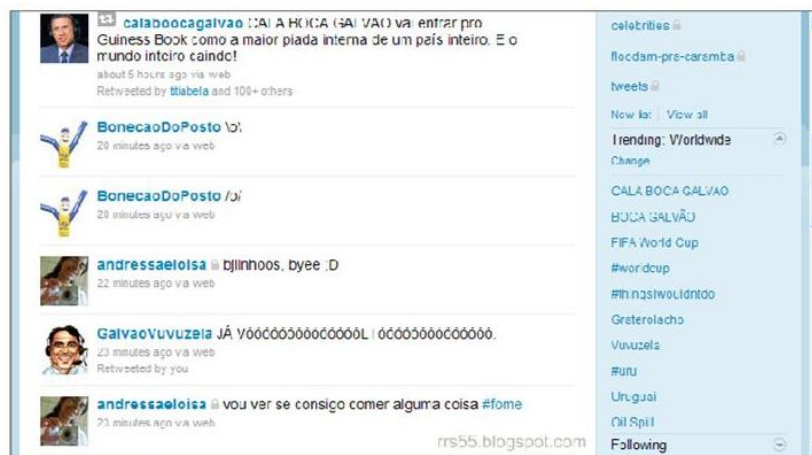 calaboocagalvao CALA BOCA GALVAO vai entrar pro
Guiness Book como a maior piada interna de um país inteiro. E o
mundo inteiro caindo!
about 5 hours ago via web
Retweeted by titiabela and 100+ others
BonecaoDoPosto \o\
20 minutes ago via web
BonecaoDoPosto /o/
20 minutes ago via web
andressaeloisa bjiinhoos, byee :D
22 minutes ago via web
GalvaoVuvuzela
23 minutes ago via web
Retweeted by you
andressaeloisa vou ver se consigo comer alguma coisa #fome
23 minutes ago via web
rrs55.blogspot.com
celebrities
flocdam-pra-caramba
tweets
New list View all
Trending: Worldwide
Change
CALA BOCA GALVAO
BOCA GALVÃO
FIFA World Cup
#worldcup
#thingsiwouldntdo
Graterolacho
Vuvuzela
#uru
Uruguai
Oil Spill
Following